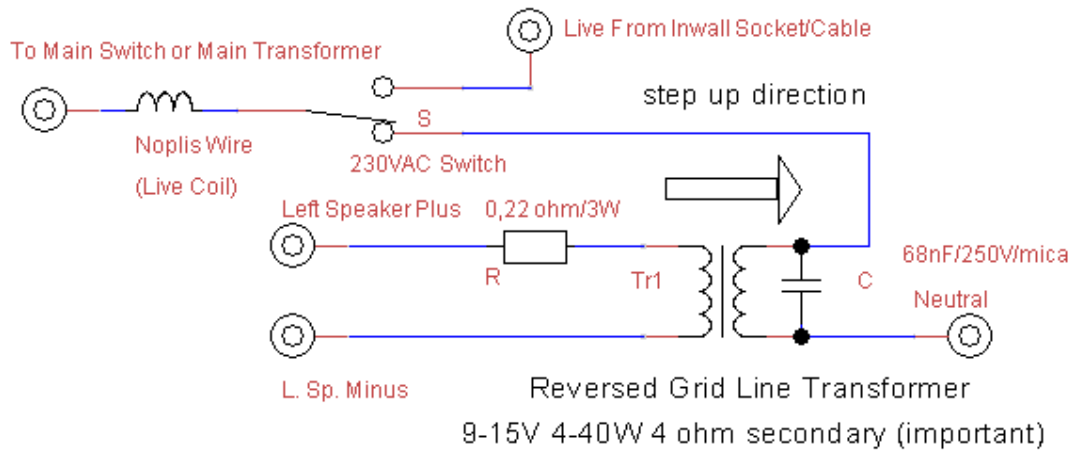 Live From Inwall Socket/Cable
To Main Switch or Main Transformer
step up direction
S
Noplis Wire
(Live Coil)
230VAC Switch
Left Speaker Plus
0,22 ohm/3W
R
Tr1
C
68nF/250V/mica
Neutral
L. Sp. Minus
Reversed Grid Line Transformer
9-15V 4-40W 4 ohm secondary (important)